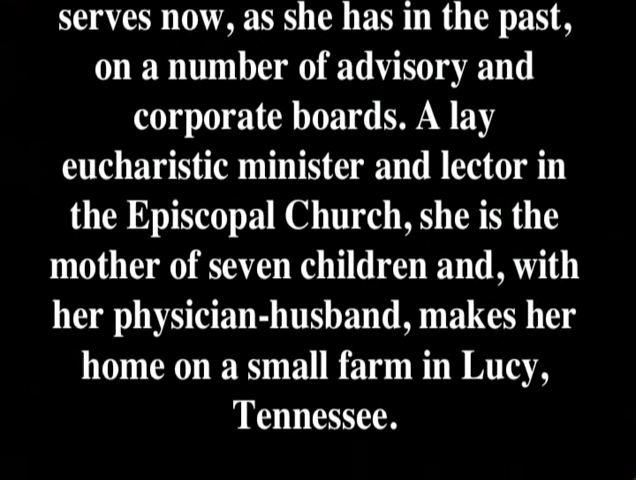 serves now, as she has in the past,
on a number of advisory and
corporate boards. A lay
eucharistic minister and lector in
the Episcopal Church, she is the
mother of seven children and, with
her physician-husband, makes her
home on a small farm in Lucy,
Tennessee.